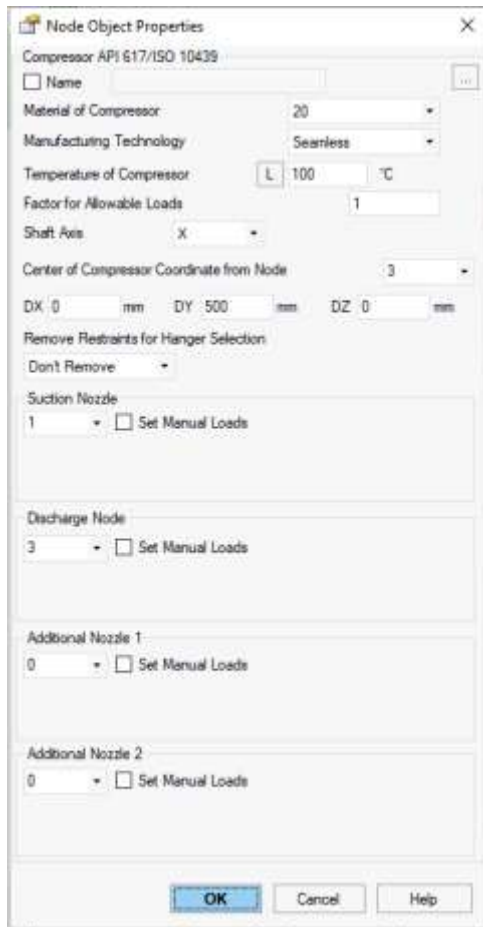 Node Object Properties
Compressor API 617/ISO 10439
Name
...
Material of Compressor 20
Manufacturing Technology Seamless
Temperature of Compressor L 100 °C
Factor for Allowable Loads 1
Shaft Axis X
Center of Compressor Coordinate from Node 3
DX 0 mm DY 500 mm DZ 0 mm
Remove Restraints for Hanger Selection
Don't Remove
Suction Nozzle
1 Set Manual Loads
Discharge Node
3 Set Manual Loads
Additional Nozzle 1
0 Set Manual Loads
Additional Nozzle 2
0 Set Manual Loads
OK Cancel Help